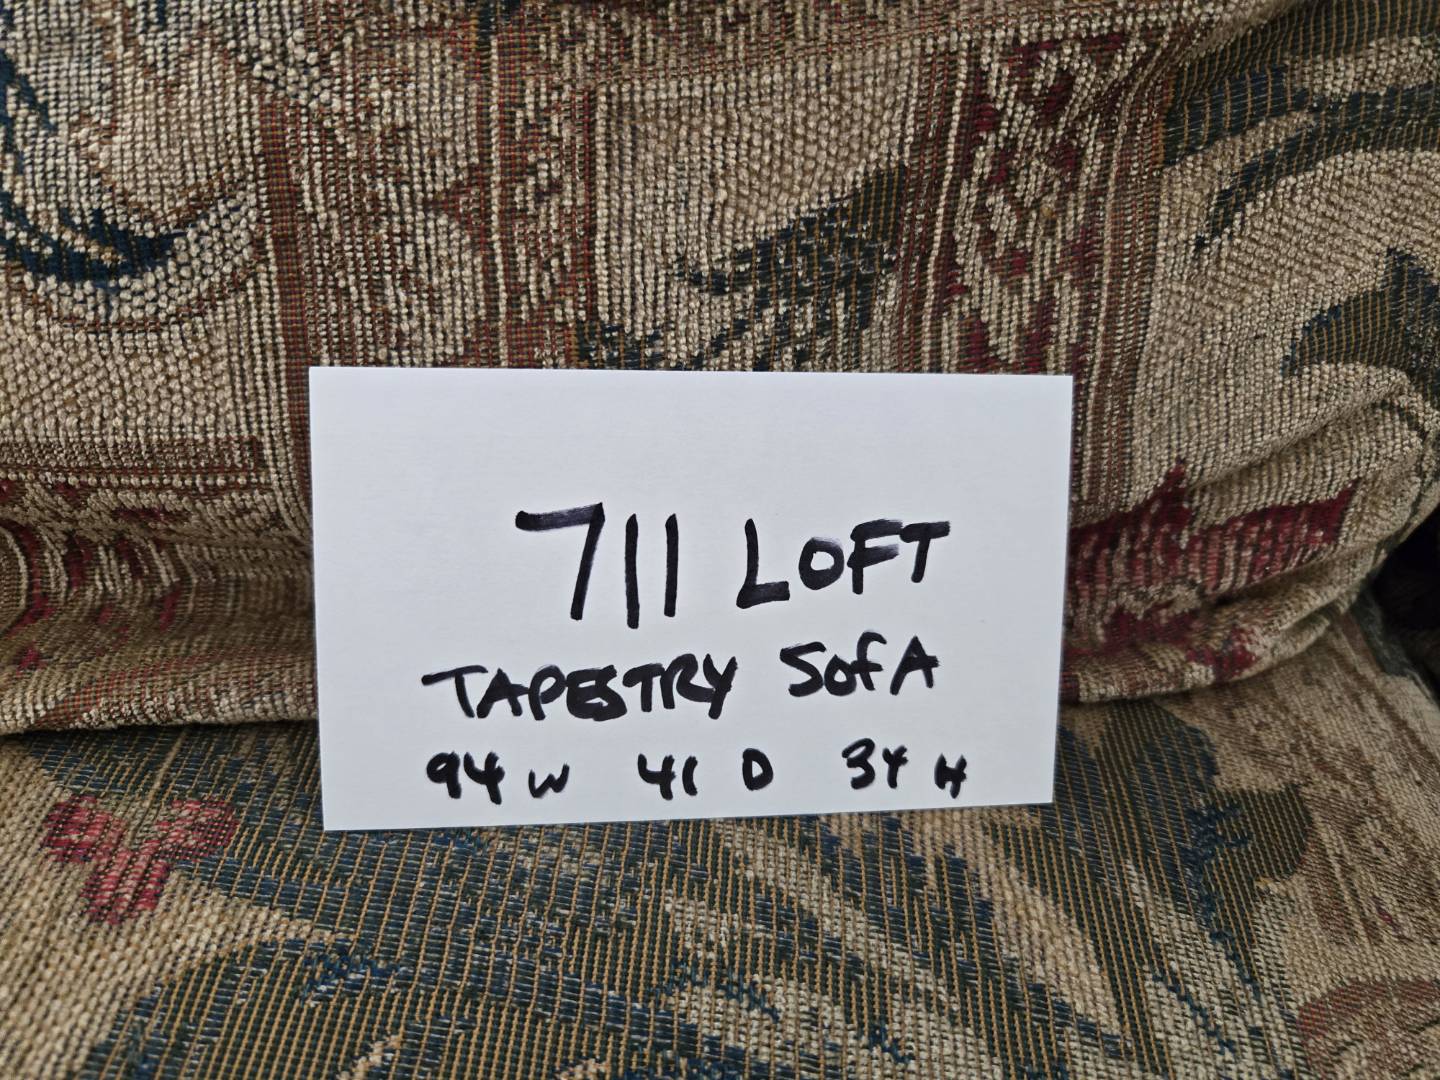 711 LOFT
TAPESTRY SOFA
94 W 41 D 34 H